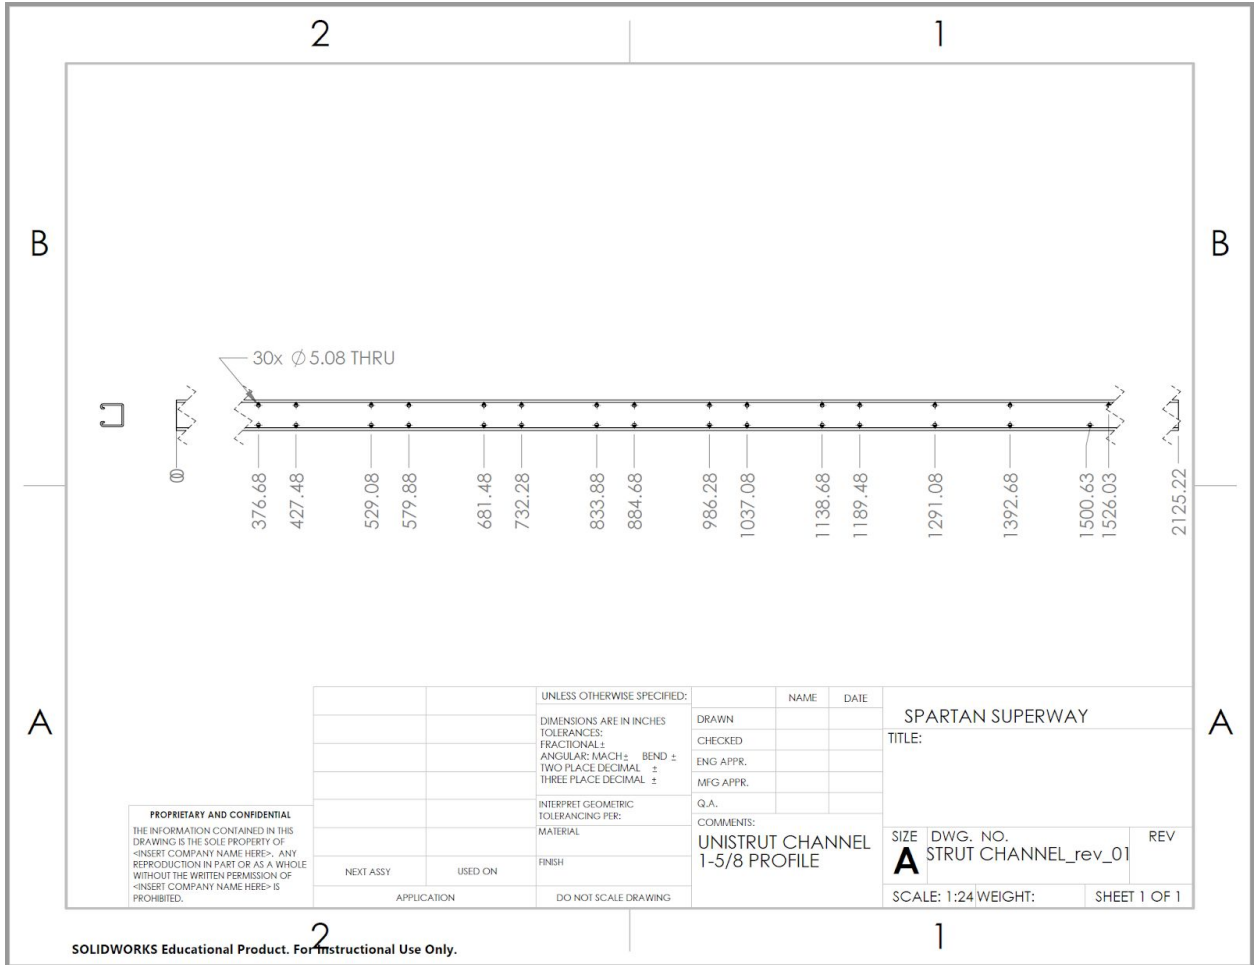 2
1
B
B
30x ∅5.08 THRU
0
376.68
427.48
529.08
579.88
681.48
732.28
833.88
884.68
986.28
1037.08
1138.68
1189.48
1291.08
1392.68
1500.63
1526.03
2125.22
A
A
UNLESS OTHERWISE SPECIFIED:
DIMENSIONS ARE IN INCHES
TOLERANCES:
FRACTIONAL±
ANGULAR: MACH± BEND ±
TWO PLACE DECIMAL ±
THREE PLACE DECIMAL ±
INTERPRET GEOMETRIC
TOLERANCING PER:
MATERIAL
FINISH
DO NOT SCALE DRAWING
NAME DATE
DRAWN
CHECKED
ENG APPR.
MFG APPR.
Q.A.
COMMENTS:
UNISTRUT CHANNEL
1-5/8 PROFILE
SPARTAN SUPERWAY
TITLE:
SIZE DWG. NO. REV
A STRUT CHANNEL_rev_01
SCALE: 1:24 WEIGHT: SHEET 1 OF 1
PROPRIETARY AND CONFIDENTIAL
THE INFORMATION CONTAINED IN THIS
DRAWING IS THE SOLE PROPERTY OF
<INSERT COMPANY NAME HERE>. ANY
REPRODUCTION IN PART OR AS A WHOLE
WITHOUT THE WRITTEN PERMISSION OF
<INSERT COMPANY NAME HERE> IS
PROHIBITED.
NEXT ASSY USED ON
APPLICATION
2
1
SOLIDWORKS Educational Product. For Instructional Use Only.